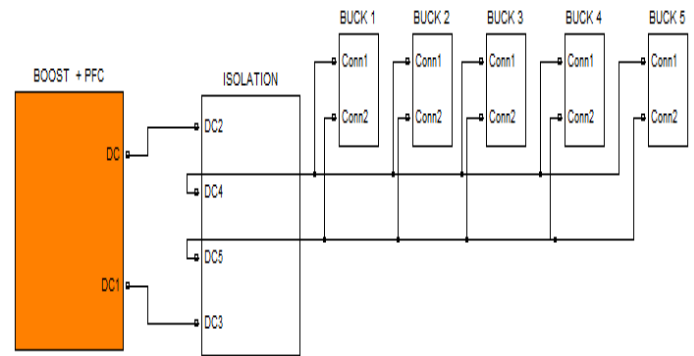 BUCK 1
BUCK 2
BUCK 3
BUCK 4
BUCK 5
Conn1
Conn1
Conn1
Conn1
Conn1
Conn2
Conn2
Conn2
Conn2
Conn2
BOOST + PFC
ISOLATION
DC
DC1
DC2
DC4
DC5
DC3